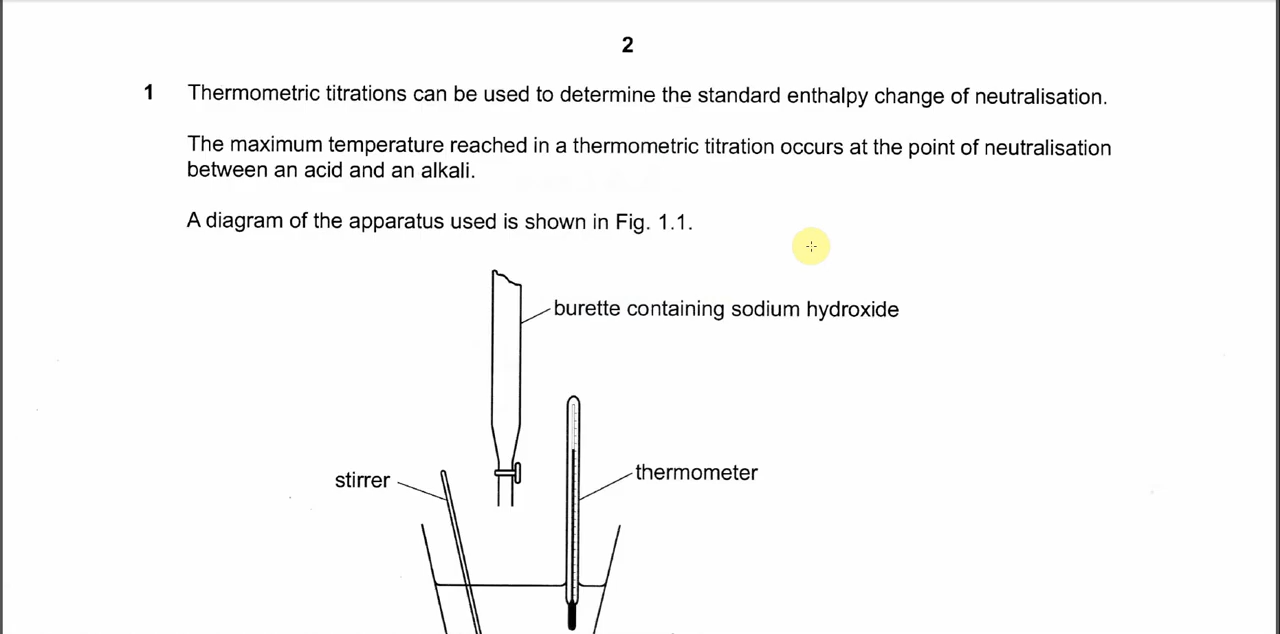 2
1 Thermometric titrations can be used to determine the standard enthalpy change of neutralisation.
The maximum temperature reached in a thermometric titration occurs at the point of neutralisation
between an acid and an alkali.
A diagram of the apparatus used is shown in Fig. 1.1.
burette containing sodium hydroxide
thermometer
stirrer